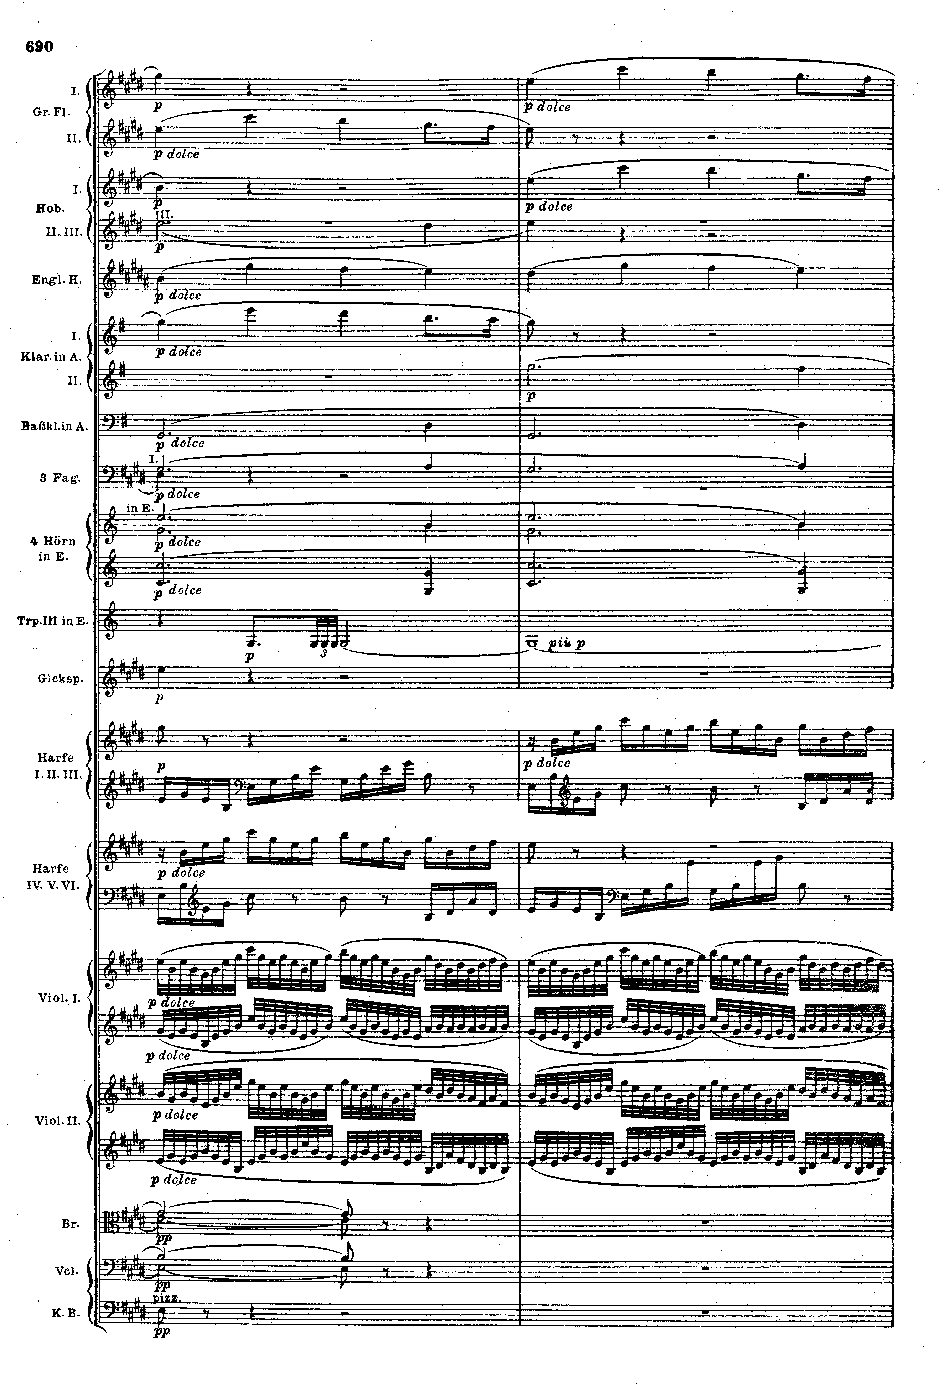 690
I.
Gr. Fl.
p
p dolce
II.
p dolce
I.
Hob.
p
p dolce
III.
II. III.
p
Engl. H.
p dolce
I.
Klar. in A.
p dolce
II.
p
Baßkl. in A.
p dolce
I.
3 Fag.
p dolce
in E.
4 Hörn
in E.
p dolce
p dolce
Trp. III in E.
p
3
più p
Glcksp.
p
Harfe
I. II. III.
p
p dolce
Harfe
IV. V. VI.
p dolce
Viol. I.
p dolce
p dolce
Viol. II.
p dolce
p dolce
Br.
pp
Vcl.
pp
pizz.
K. B.
pp